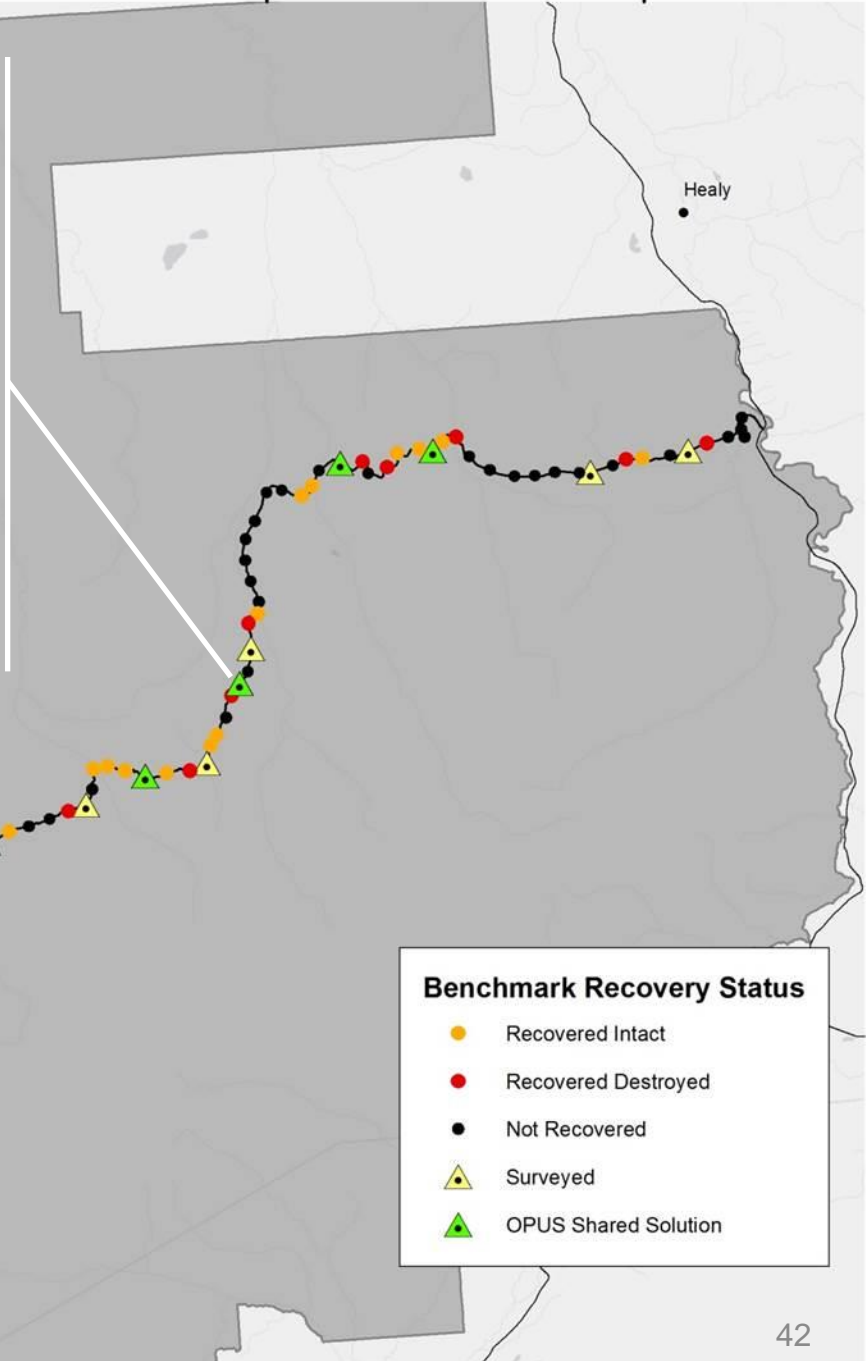 Healy
Benchmark Recovery Status
Recovered Intact
Recovered Destroyed
Not Recovered
Surveyed
OPUS Shared Solution
42